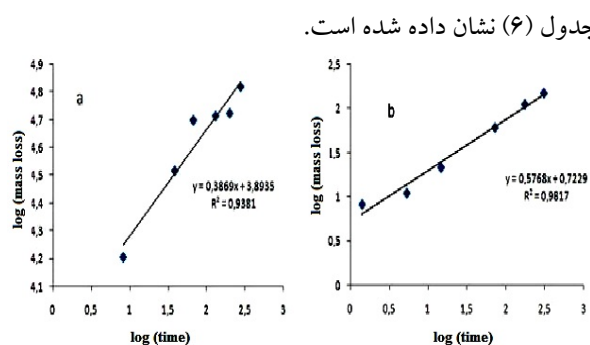 جدول (۶) نشان داده شده است.
4,9
4,8
4,7
4,6
4,5
4,4
4,3
4,2
4,1
log (mass loss)
a
y = 0,3869x + 3,8935
R² = 0,9381
0 0,5 1 1,5 2 2,5 3
log (time)
2,5
2
1,5
1
0,5
0
log (mass loss)
b
y = 0,5768x + 0,7229
R² = 0,9817
0 0,5 1 1,5 2 2,5 3
log (time)